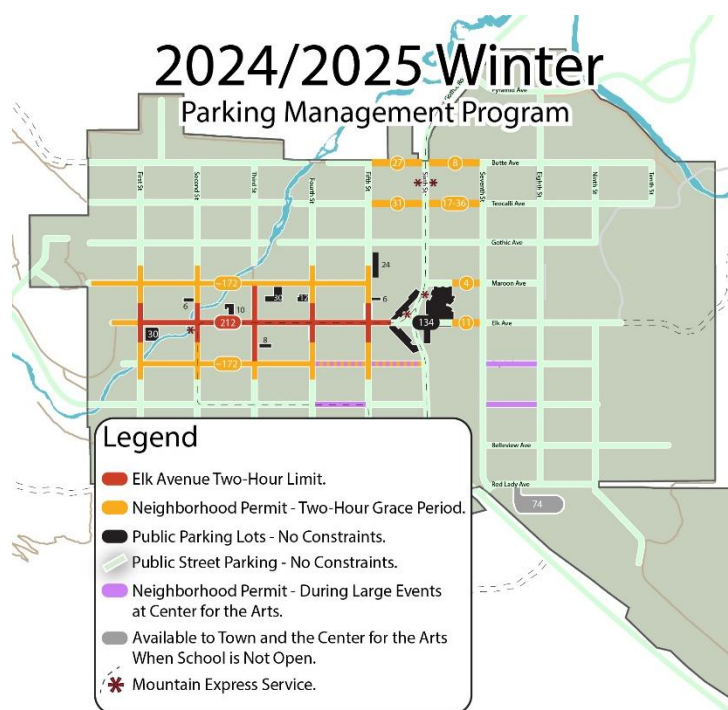 2024/2025 Winter
Parking Management Program
Pyramid Ave
27
8
Butte Ave
First St
Second St
Third St
Fourth St
Fifth St
Sixth St
Seventh St
Eighth St
Ninth St
Tenth St
31
17-36
Teocalli Ave
Gothic Ave
24
~172
4
Maroon Ave
6
10
6
212
134
11
Elk Ave
30
8
~172
Legend
Elk Avenue Two-Hour Limit.
Neighborhood Permit - Two-Hour Grace Period.
Public Parking Lots - No Constraints.
Public Street Parking - No Constraints.
Neighborhood Permit - During Large Events
at Center for the Arts.
Available to Town and the Center for the Arts
When School is Not Open.
Mountain Express Service.
Belleview Ave
Red Lady Ave
74